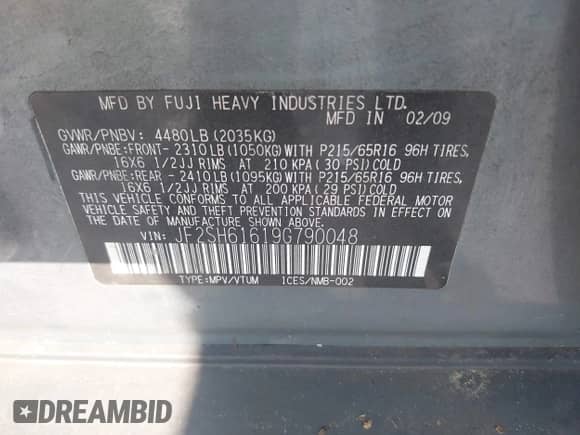 MFD BY FUJI HEAVY INDUSTRIES LTD.
MFD IN 02/09
GVWR/PNBV: 4480LB (2035KG)
GAWR/PNBE:FRONT- 2310LB (1050KG) WITH P215/65R16 96H TIRES,
16X6 1/2JJ RIMS AT 210 KPA (30 PSI) COLD
GAWR/PNBE:REAR - 2410LB (1095KG) WITH P215/65R16 96H TIRES,
16X6 1/2JJ RIMS AT 200 KPA (29 PSI) COLD
THIS VEHICLE CONFORMS TO ALL APPLICABLE FEDERAL MOTOR
VEHICLE SAFETY AND BUMPER STANDARDS IN EFFECT ON
THE DATE OF MANUFACTURE SHOWN ABOVE.
VIN: JF2SH61619G790048
TYPE:MPV/VTUM ICES/NMB-002
DREAMBID